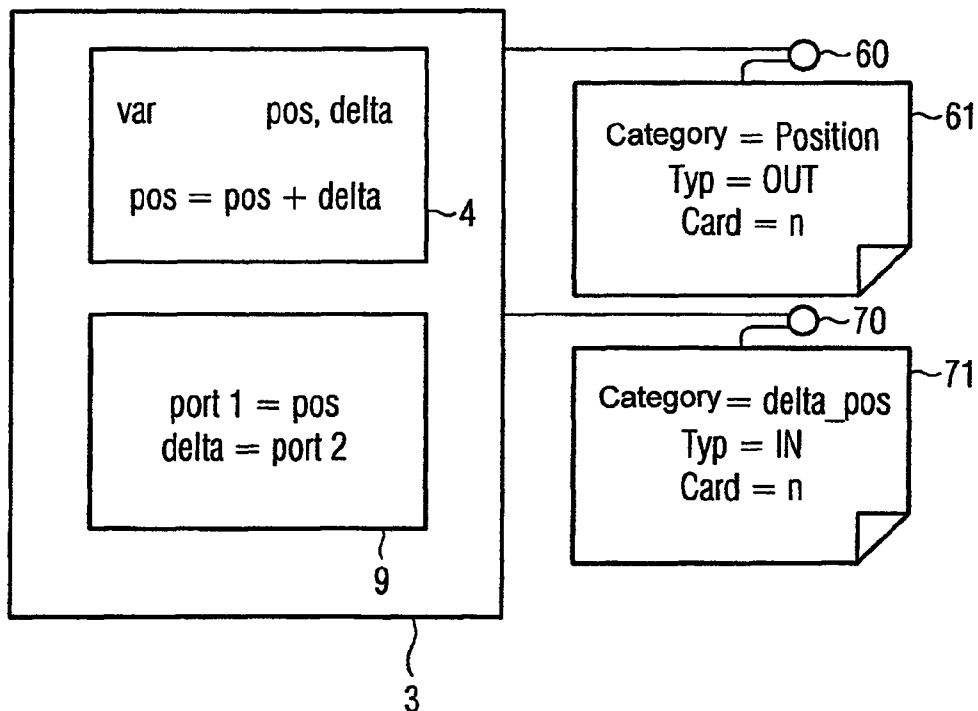 var pos, delta
pos = pos + delta
4
port 1 = pos
delta = port 2
9
3
60
Category = Position
Typ = OUT
Card = n
61
70
Category = delta_pos
Typ = IN
Card = n
71